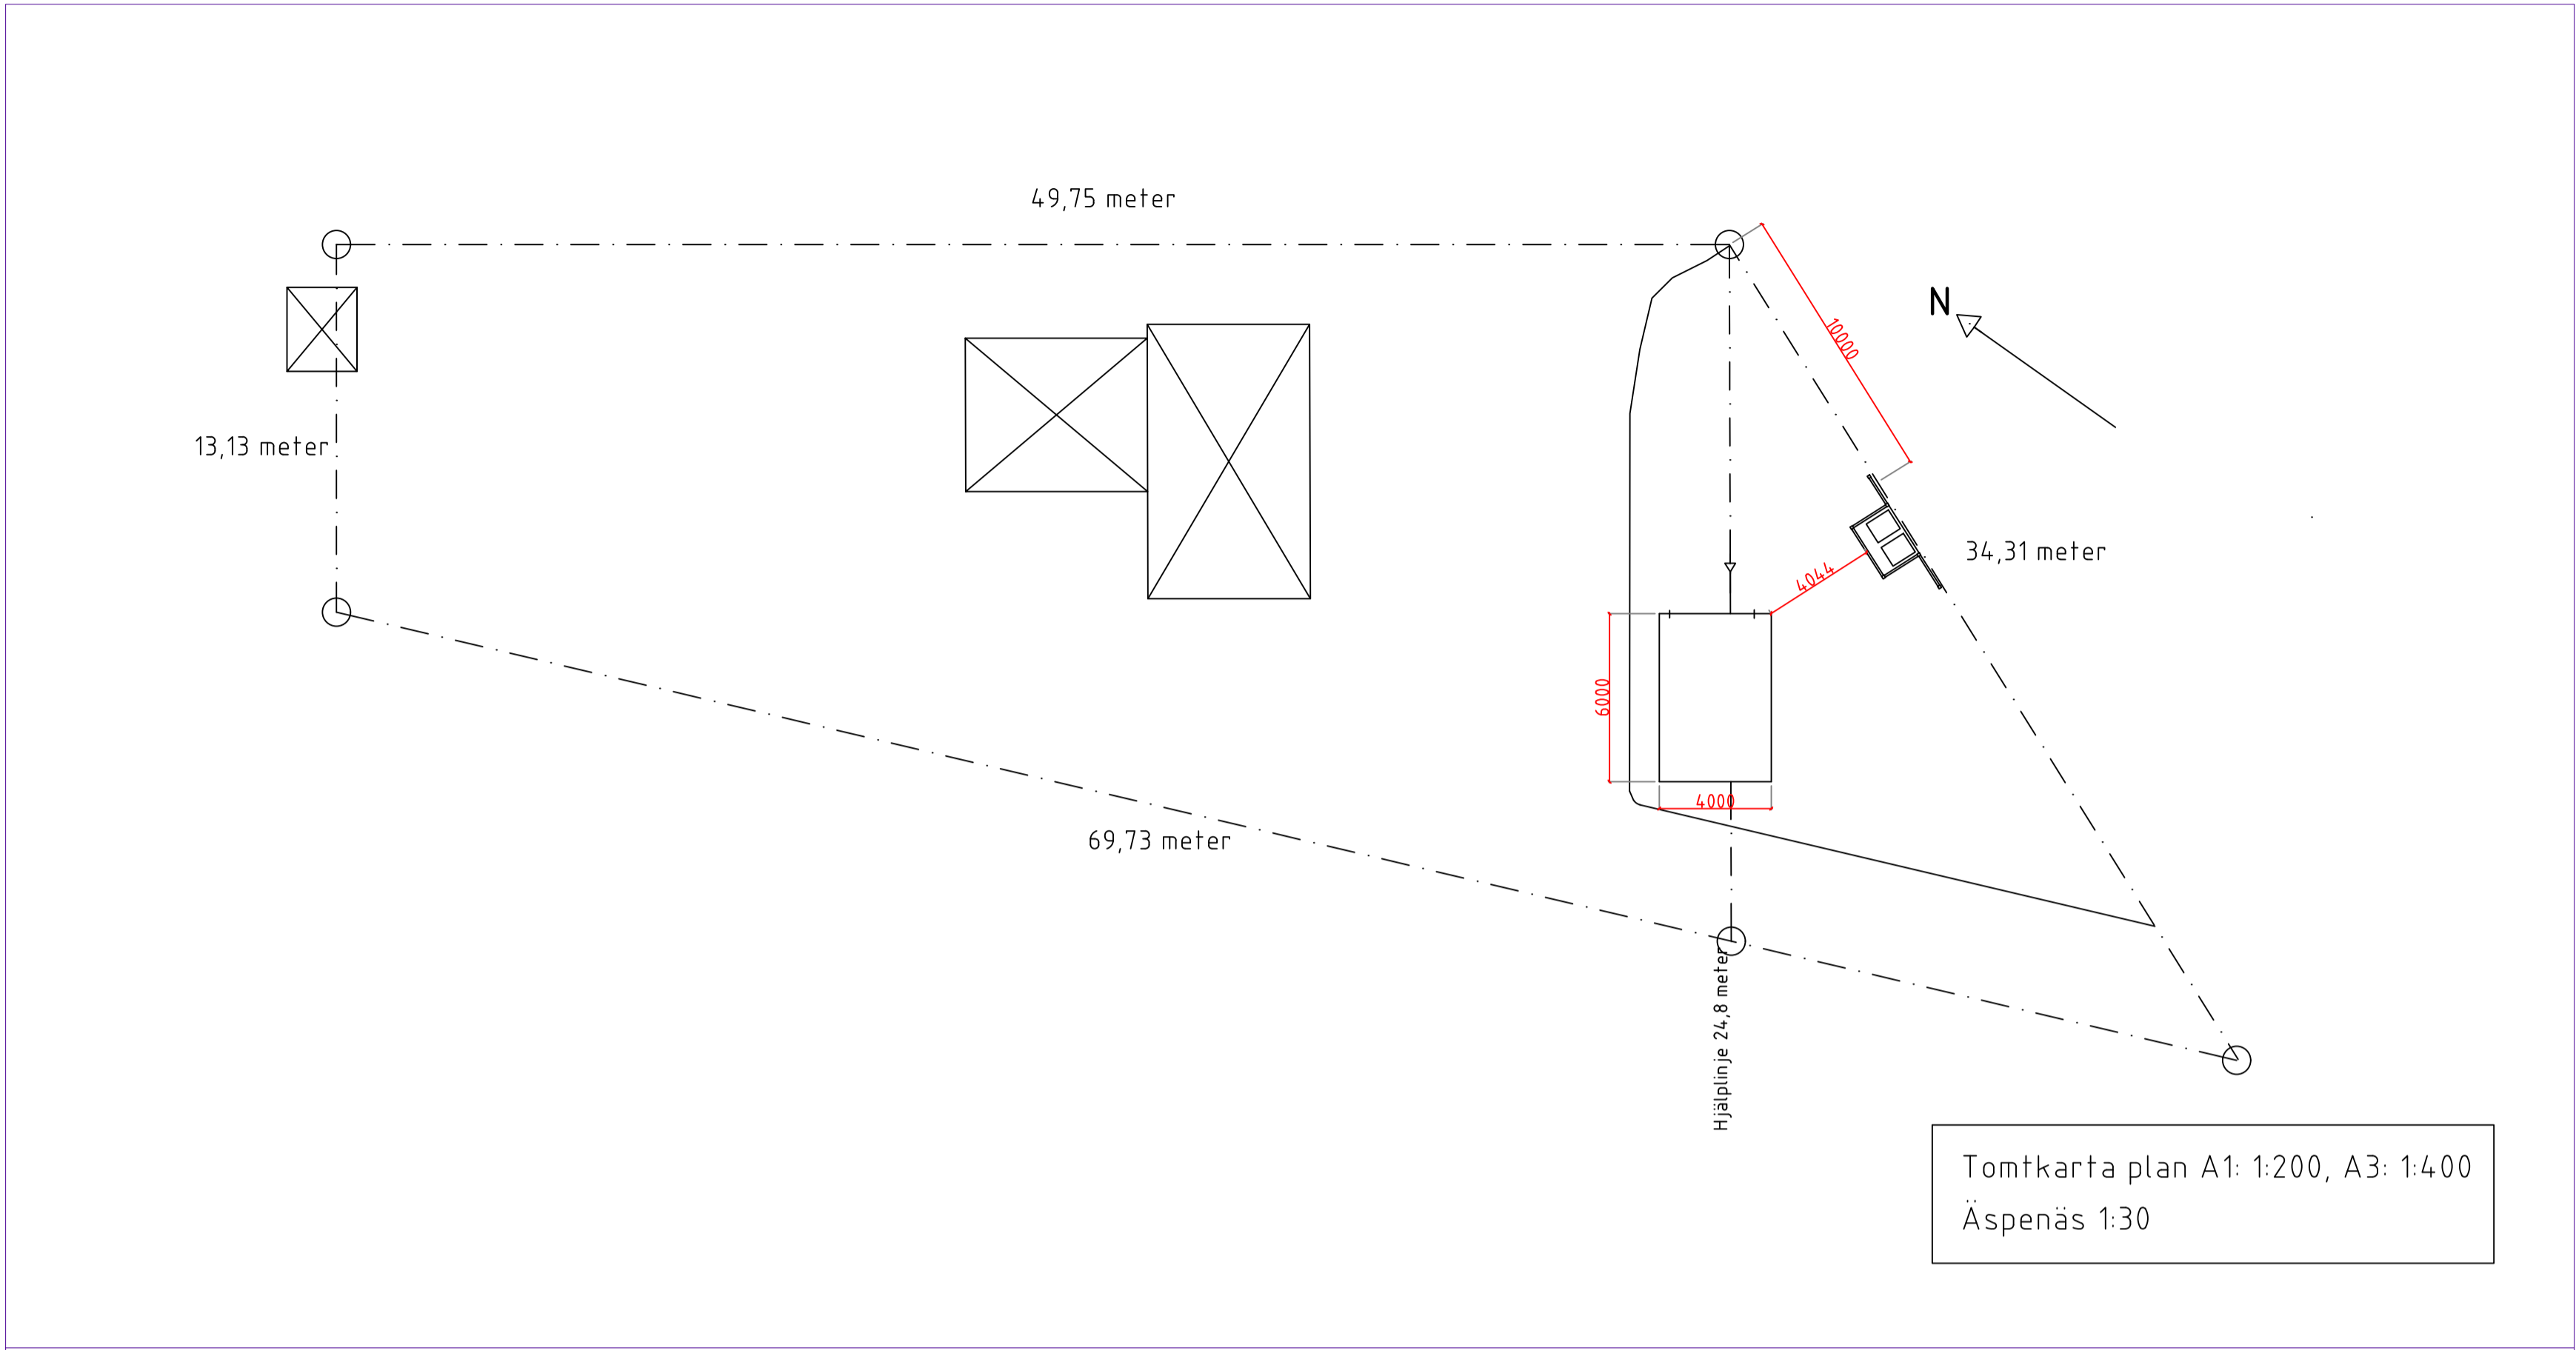 49,75 meter
10000
N
13,13 meter
34,31 meter
4044
6000
4000
69,73 meter
Hjälplinje 24,8 meter
Tomtkarta plan A1: 1:200, A3: 1:400
Äspenäs 1:30